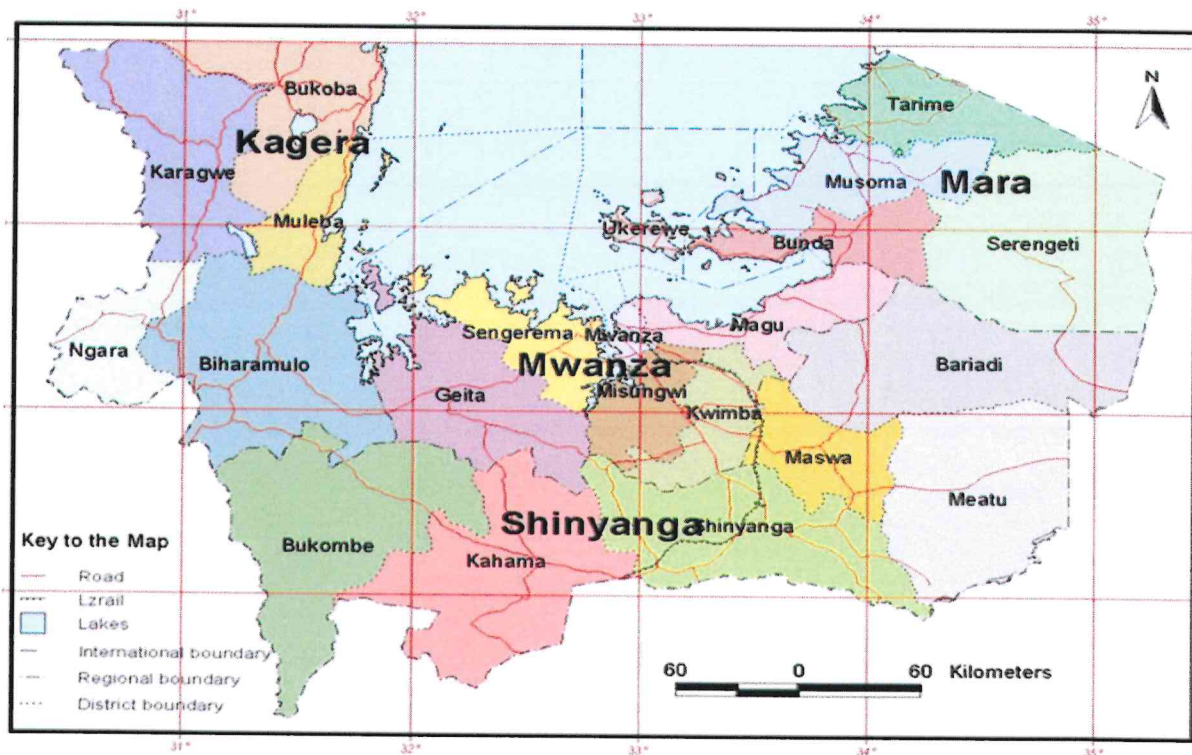 31° 32° 33° 34° 35°
N
Bukoba
Tarime
Kagera
Karagwe
Musoma
Mara
Muleba
Ukerewe
Bunda
Serengeti
Sengerema
Mwanza
Magu
Ngara
Biharamulo
Mwanza
Bariadi
Geita
Misungwi
Kwimba
Maswa
Meatu
Shinyanga
Shinyanga
Bukombe
Kahama
Key to the Map
Road
Lzrail
Lakes
International boundary
Regional boundary
District boundary
60 0 60 Kilometers
31° 32° 33° 34° 35°